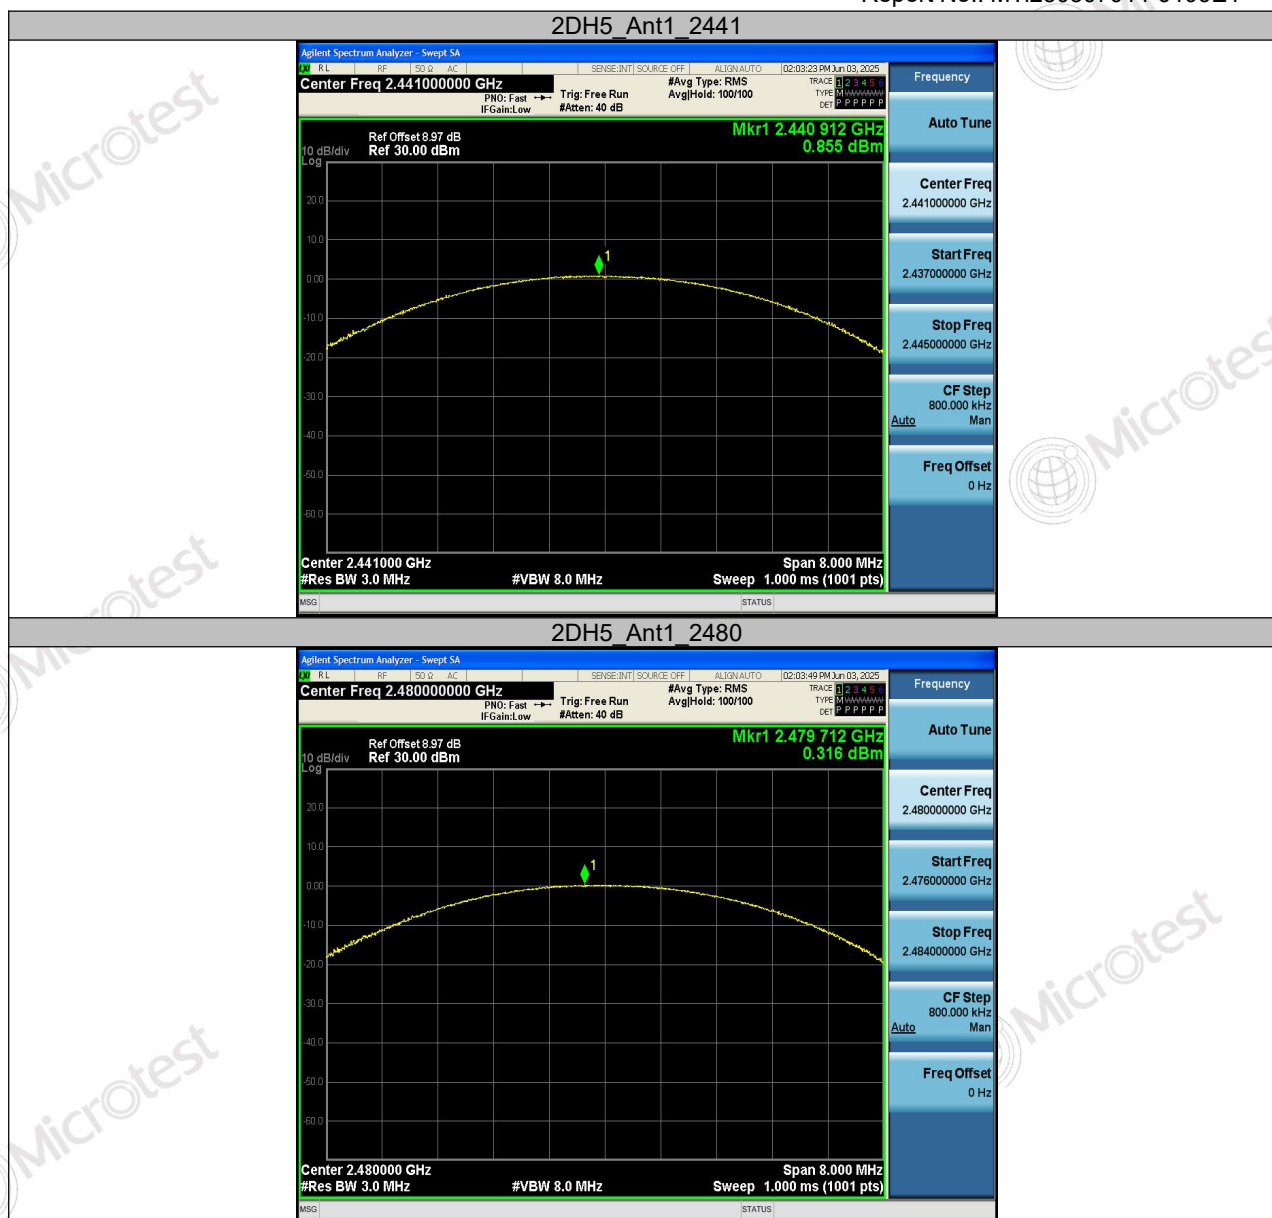 2DH5_Ant1_2441
Agilent Spectrum Analyzer - Swept SA
RL RF 50 Ω AC SENSE:INT SOURCE OFF ALIGN AUTO 02:03:23 PM Jun 03, 2025
Center Freq 2.441000000 GHz
PNO: Fast
IFGain:Low
Trig: Free Run
#Atten: 40 dB
#Avg Type: RMS
Avg|Hold: 100/100
TRACE 1 2 3 4 5 6
TYPE M
DET P P P P P P
Mkr1 2.440 912 GHz
0.855 dBm
Ref Offset 8.97 dB
10 dB/div Ref 30.00 dBm
Log
20.0
10.0
0.00
-10.0
-20.0
-30.0
-40.0
-50.0
-60.0
1
Center 2.441000 GHz Span 8.000 MHz
#Res BW 3.0 MHz #VBW 8.0 MHz Sweep 1.000 ms (1001 pts)
MSG STATUS
Frequency
Auto Tune
Center Freq
2.441000000 GHz
Start Freq
2.437000000 GHz
Stop Freq
2.445000000 GHz
CF Step
800.000 kHz
Auto Man
Freq Offset
0 Hz
2DH5_Ant1_2480
Agilent Spectrum Analyzer - Swept SA
RL RF 50 Ω AC SENSE:INT SOURCE OFF ALIGN AUTO 02:03:49 PM Jun 03, 2025
Center Freq 2.480000000 GHz
PNO: Fast
IFGain:Low
Trig: Free Run
#Atten: 40 dB
#Avg Type: RMS
Avg|Hold: 100/100
TRACE 1 2 3 4 5 6
TYPE M
DET P P P P P P
Mkr1 2.479 712 GHz
0.316 dBm
Ref Offset 8.97 dB
10 dB/div Ref 30.00 dBm
Log
20.0
10.0
0.00
-10.0
-20.0
-30.0
-40.0
-50.0
-60.0
1
Center 2.480000 GHz Span 8.000 MHz
#Res BW 3.0 MHz #VBW 8.0 MHz Sweep 1.000 ms (1001 pts)
MSG STATUS
Frequency
Auto Tune
Center Freq
2.480000000 GHz
Start Freq
2.476000000 GHz
Stop Freq
2.484000000 GHz
CF Step
800.000 kHz
Auto Man
Freq Offset
0 Hz
Microtest
Microtest
Microtest
Microtest